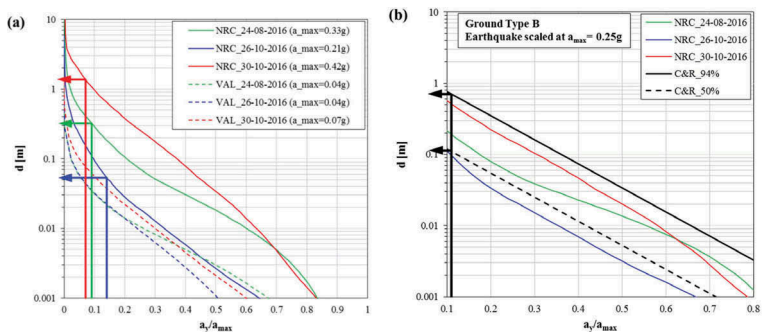 (a)
NRC_24-08-2016 (a_max=0.33g)
NRC_26-10-2016 (a_max=0.21g)
NRC_30-10-2016 (a_max=0.42g)
VAL_24-08-2016 (a_max=0.04g)
VAL_26-10-2016 (a_max=0.04g)
VAL_30-10-2016 (a_max=0.07g)
d [m]
10
1
0.1
0.01
0.001
0 0.1 0.2 0.3 0.4 0.5 0.6 0.7 0.8 0.9 1
ay/amax
(b)
Ground Type B
Earthquake scaled at amax= 0.25g
NRC_24-08-2016
NRC_26-10-2016
NRC_30-10-2016
C&R_94%
C&R_50%
d [m]
10
1
0.1
0.01
0.001
0.1 0.2 0.3 0.4 0.5 0.6 0.7 0.8
ay/amax